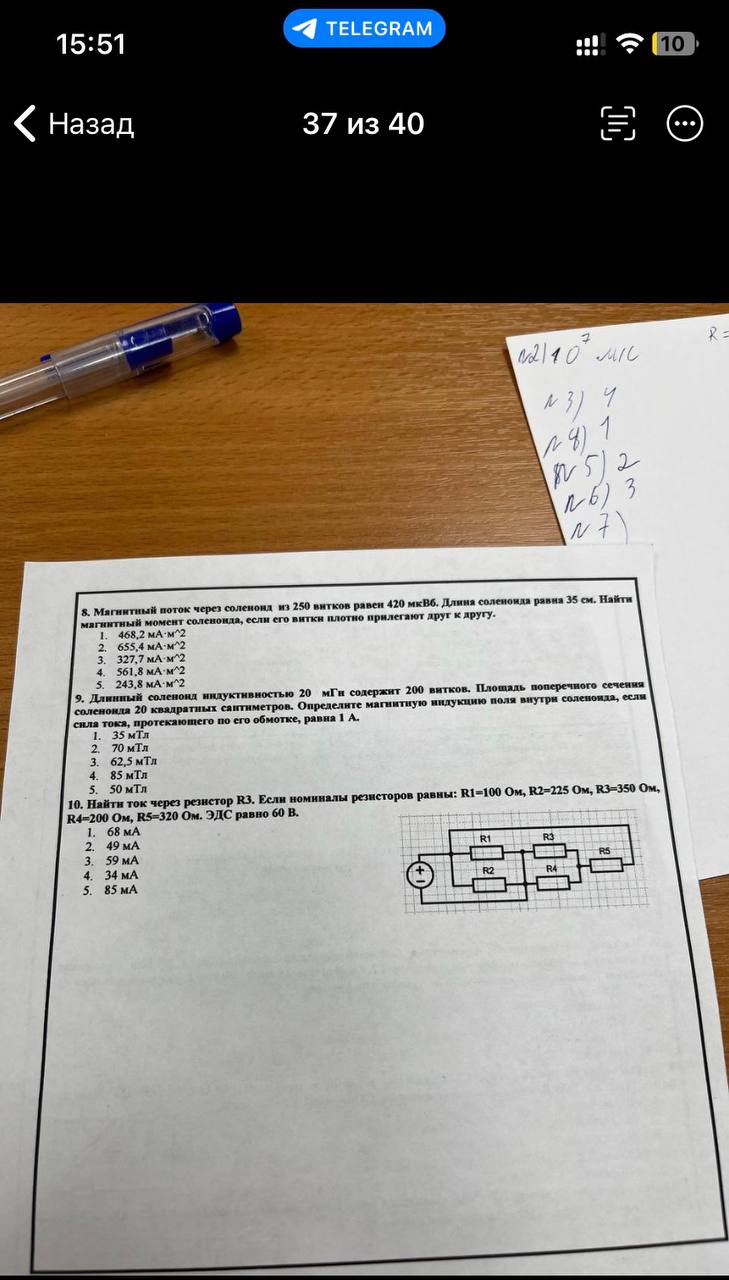 15:51
TELEGRAM
10
Назад
37 из 40
R=
№2) 10^7 м/с
№3) 4
№4) 1
№5) 2
№6) 3
№7)
8. Магнитный поток через соленоид из 250 витков равен 420 мкВб. Длина соленоида равна 35 см. Найти
магнитный момент соленоида, если его витки плотно прилегают друг к другу.
1. 468,2 мА·м^2
2. 655,4 мА·м^2
3. 327,7 мА·м^2
4. 561,8 мА·м^2
5. 243,8 мА·м^2
9. Длинный соленоид индуктивностью 20 мГн содержит 200 витков. Площадь поперечного сечения
соленоида 20 квадратных сантиметров. Определите магнитную индукцию поля внутри соленоида, если
сила тока, протекающего по его обмотке, равна 1 А.
1. 35 мТл
2. 70 мТл
3. 62,5 мТл
4. 85 мТл
5. 50 мТл
10. Найти ток через резистор R3. Если номиналы резисторов равны: R1=100 Ом, R2=225 Ом, R3=350 Ом,
R4=200 Ом, R5=320 Ом. ЭДС равно 60 В.
1. 68 мА
2. 49 мА
3. 59 мА
4. 34 мА
5. 85 мА
R1
R3
R5
R2
R4